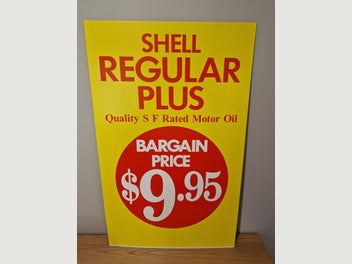 SHELL
REGULAR
PLUS
Quality S F Rated Motor Oil
BARGAIN
PRICE
$9.95